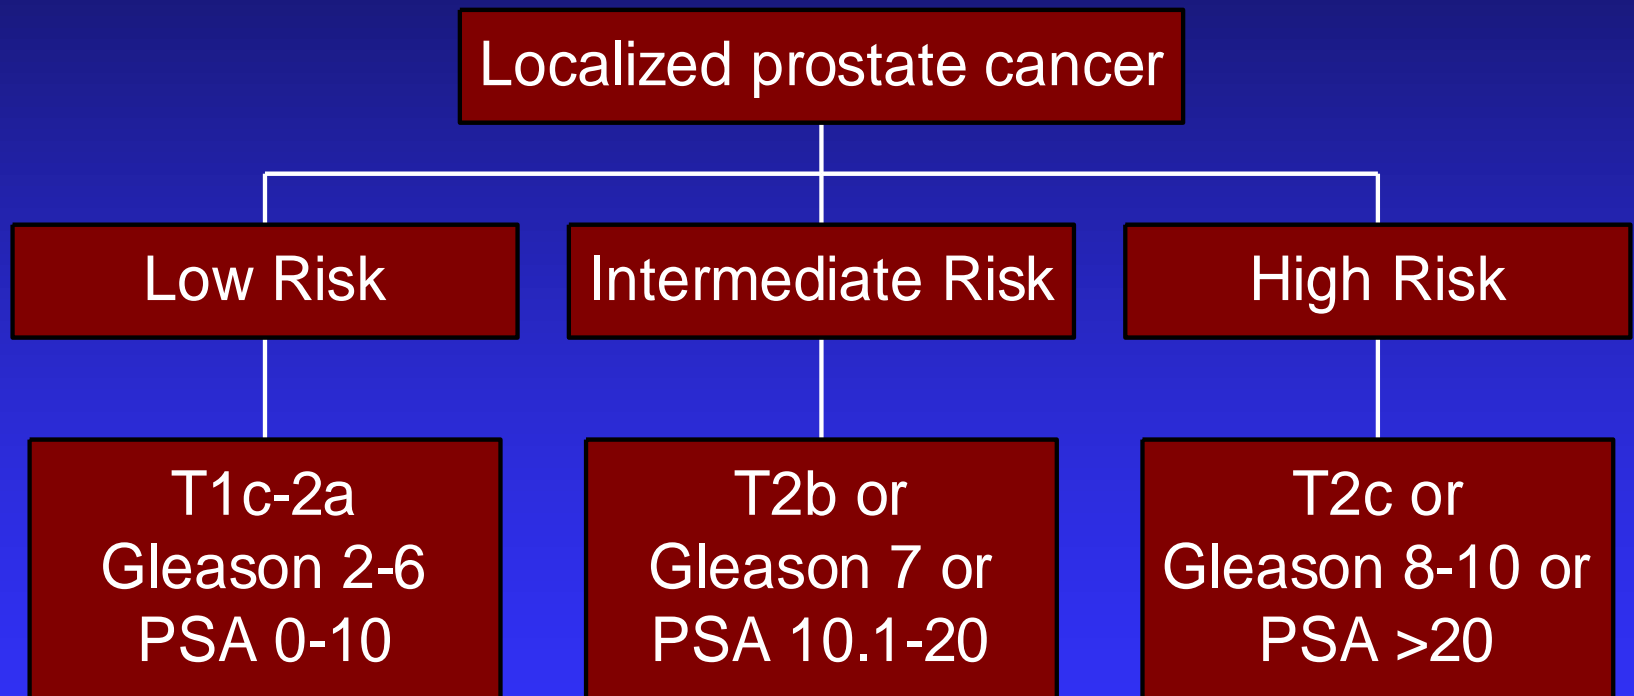 Localized prostate cancer
Low Risk
Intermediate Risk
High Risk
T1c-2a
Gleason 2-6
PSA 0-10
T2b or
Gleason 7 or
PSA 10.1-20
T2c or
Gleason 8-10 or
PSA >20